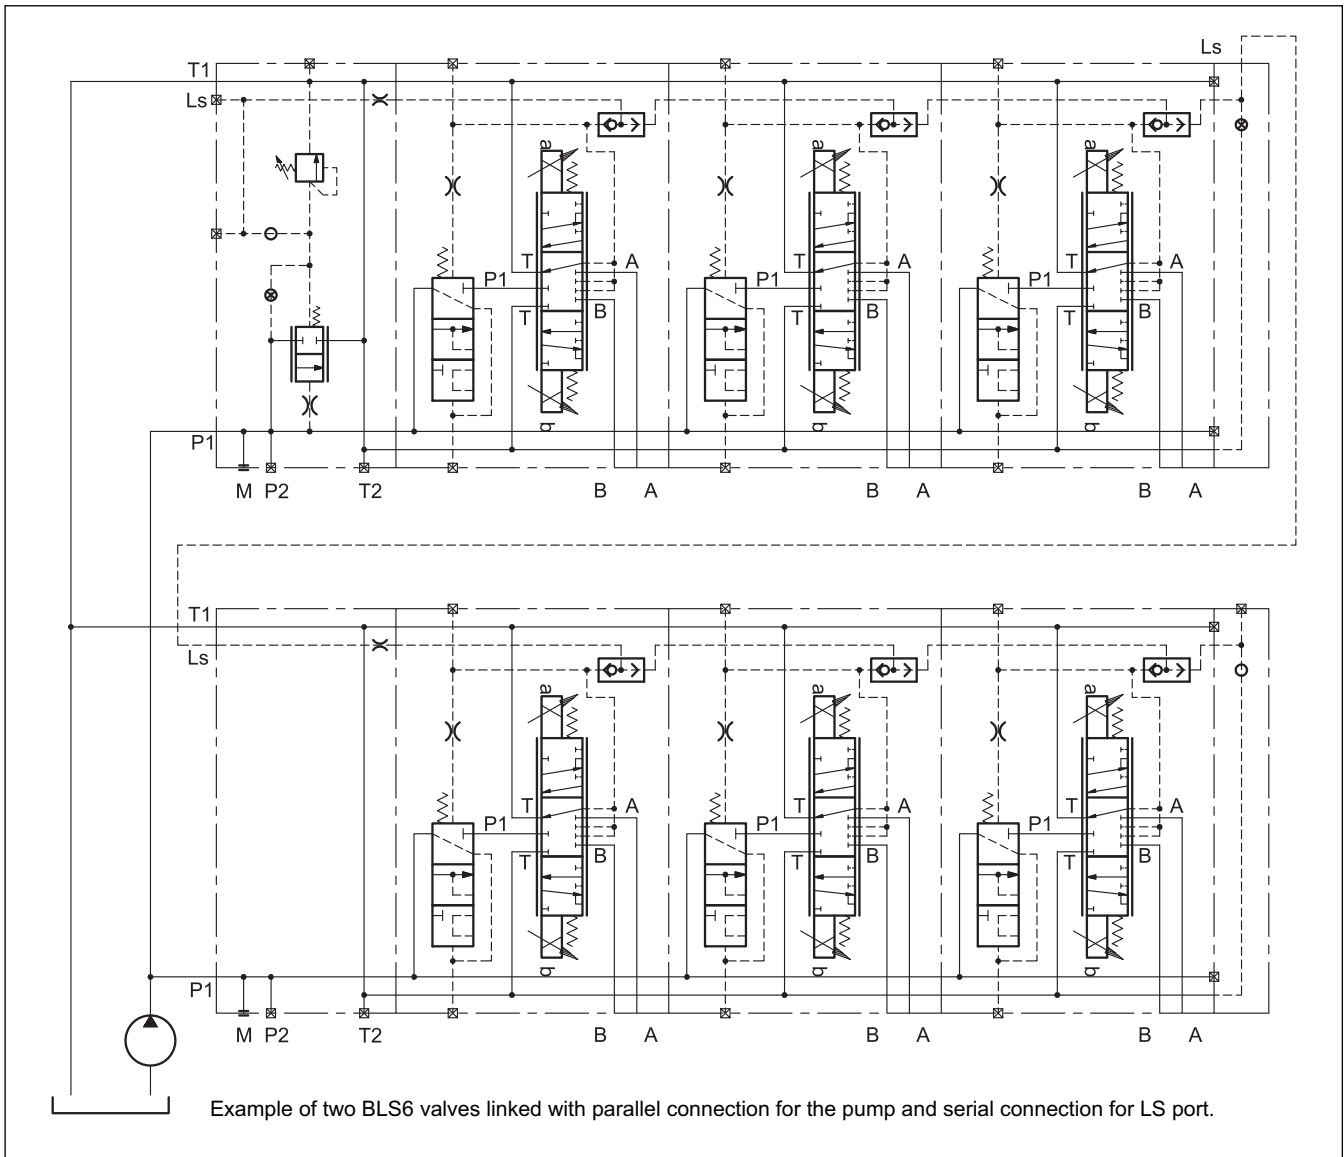 Ls
T1
Ls
a a a
T A T A T A
P1 P1 P1
T B T B T B
b b b
P1
M P2 T2 B A B A B A
T1
Ls
a a a
T A T A T A
P1 P1 P1
T B T B T B
b b b
P1
M P2 T2 B A B A B A
Example of two BLS6 valves linked with parallel connection for the pump and serial connection for LS port.